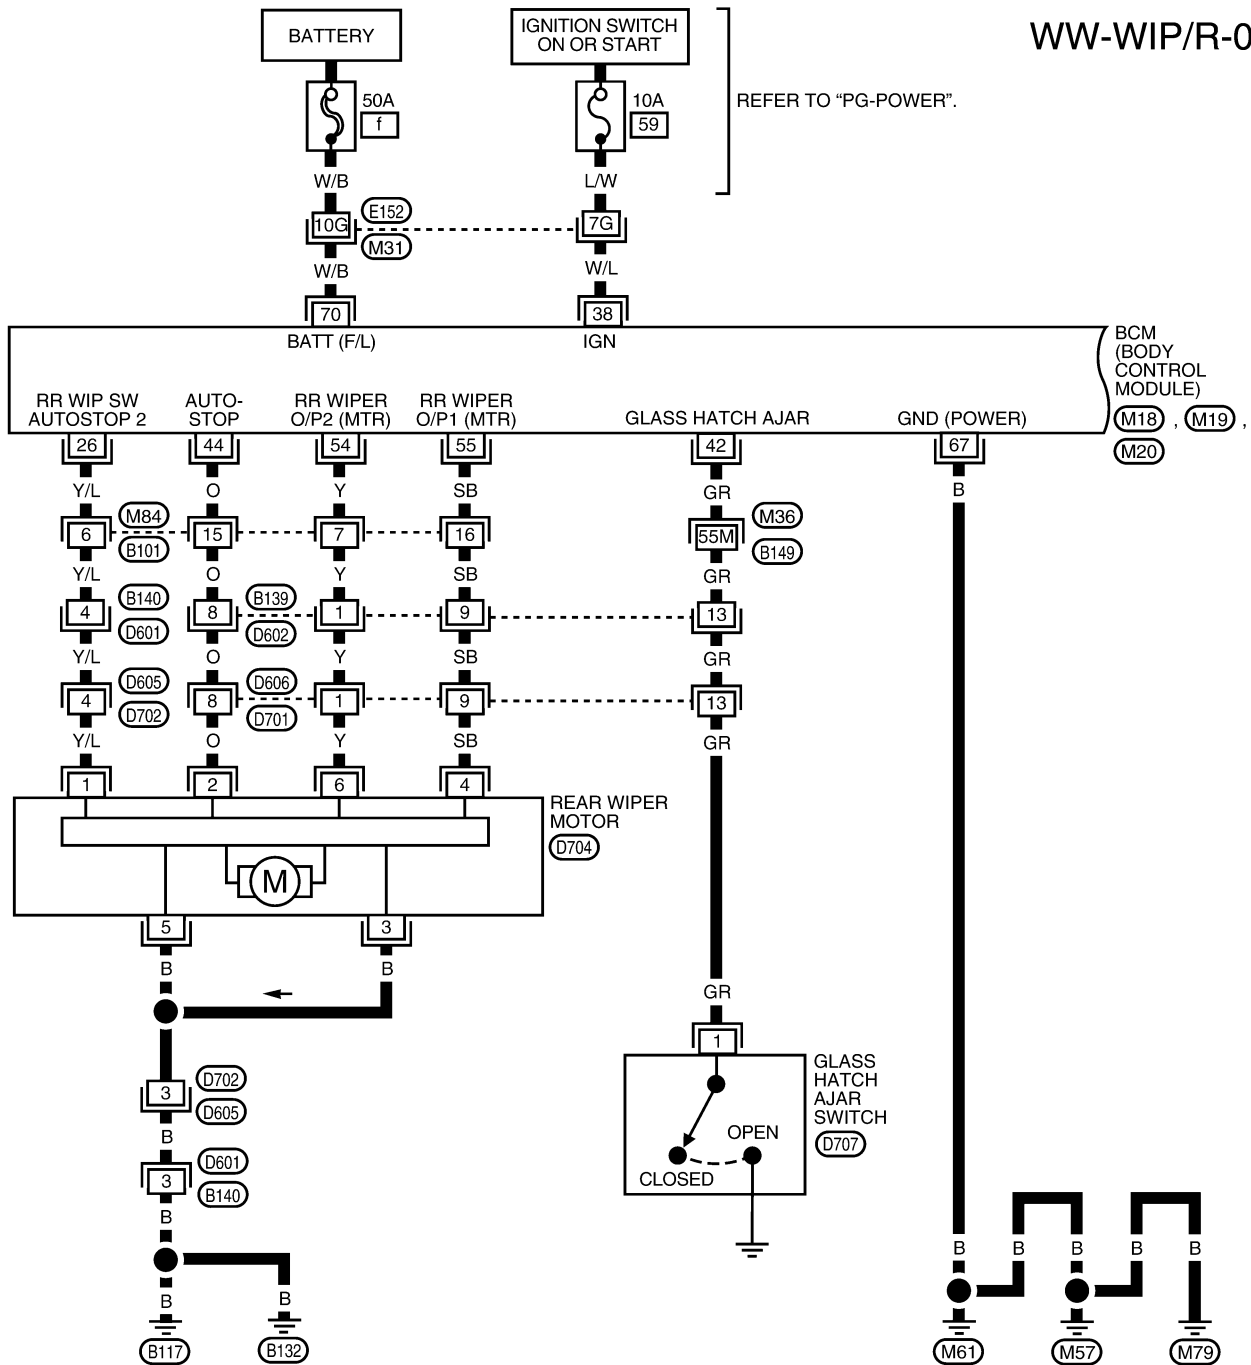 WW-WIP/R-0
BATTERY
IGNITION SWITCH
ON OR START
REFER TO “PG-POWER”.
50A
f
10A
59
W/B
L/W
10G
E152
M31
7G
W/B
W/L
70
38
BATT (F/L)
IGN
BCM
(BODY
CONTROL
MODULE)
M18 , M19 ,
M20
RR WIP SW
AUTOSTOP 2
AUTO-
STOP
RR WIPER
O/P2 (MTR)
RR WIPER
O/P1 (MTR)
GLASS HATCH AJAR
GND (POWER)
26
44
54
55
42
67
Y/L
O
Y
SB
GR
B
6
M84
B101
15
7
16
55M
M36
B149
Y/L
O
Y
SB
GR
4
B140
D601
8
B139
D602
1
9
13
Y/L
O
Y
SB
GR
4
D605
D702
8
D606
D701
1
9
13
Y/L
O
Y
SB
GR
1
2
6
4
REAR WIPER
MOTOR
D704
M
5
3
B
B
GR
1
GLASS
HATCH
AJAR
SWITCH
D707
OPEN
CLOSED
3
D702
D605
B
3
D601
B140
B
B
B
B117
B132
B
B
B
B
B
M61
M57
M79